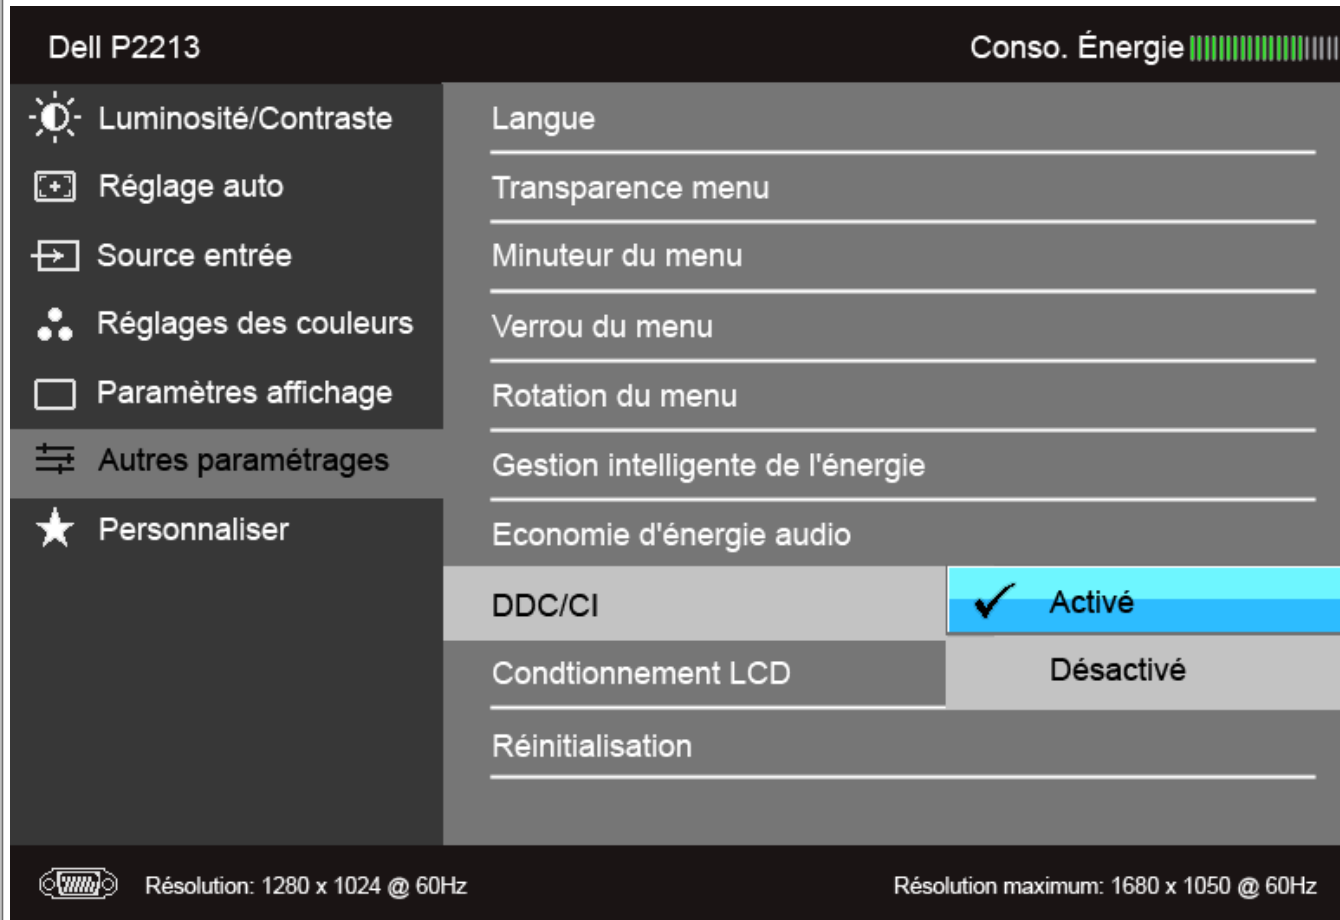 Dell P2213 Conso. Énergie
Luminosité/Contraste
Réglage auto
Source entrée
Réglages des couleurs
Paramètres affichage
Autres paramétrages
Personnaliser
Langue
Transparence menu
Minuteur du menu
Verrou du menu
Rotation du menu
Gestion intelligente de l'énergie
Economie d'énergie audio
DDC/CI
Activé
Désactivé
Condtionnement LCD
Réinitialisation
Résolution: 1280 x 1024 @ 60Hz
Résolution maximum: 1680 x 1050 @ 60Hz